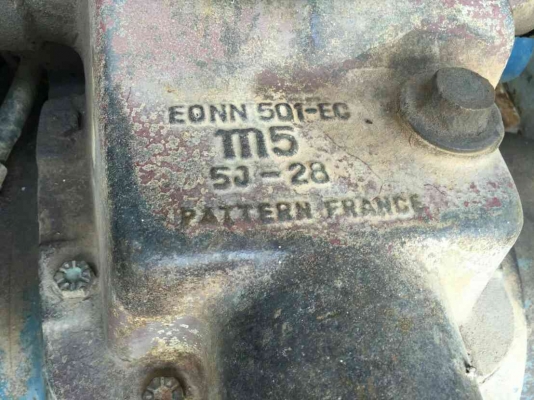 EONN 501-EC
m5
5J-28
PATTERN FRANCE